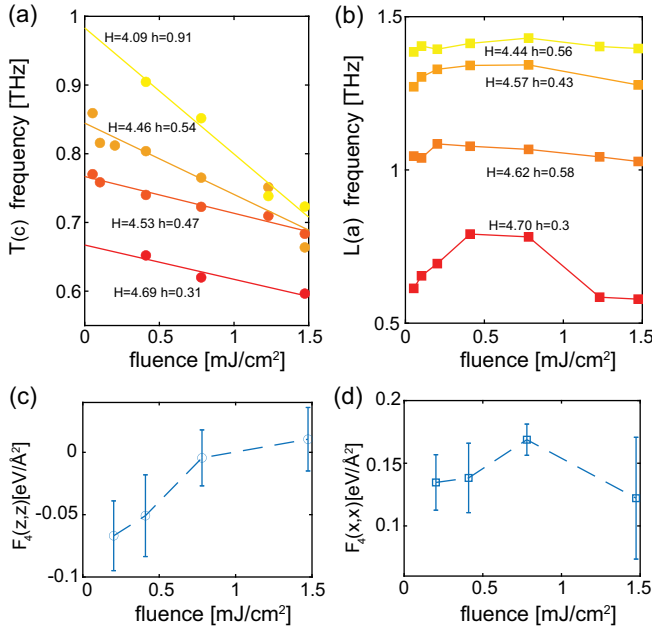 (a)
T(c) frequency [THz]
1
0.9
0.8
0.7
0.6
H=4.09 h=0.91
H=4.46 h=0.54
H=4.53 h=0.47
H=4.69 h=0.31
0 0.5 1 1.5
fluence [mJ/cm²]
(b)
L(a) frequency [THz]
1.5
1
0.5
H=4.44 h=0.56
H=4.57 h=0.43
H=4.62 h=0.58
H=4.70 h=0.3
0 0.5 1 1.5
fluence [mJ/cm²]
(c)
F₄(z,z)[eV/Å²]
0
-0.05
-0.1
0 0.5 1 1.5
fluence [mJ/cm²]
(d)
F₄(x,x)[eV/Å²]
0.2
0.15
0.1
0 0.5 1 1.5
fluence [mJ/cm²]